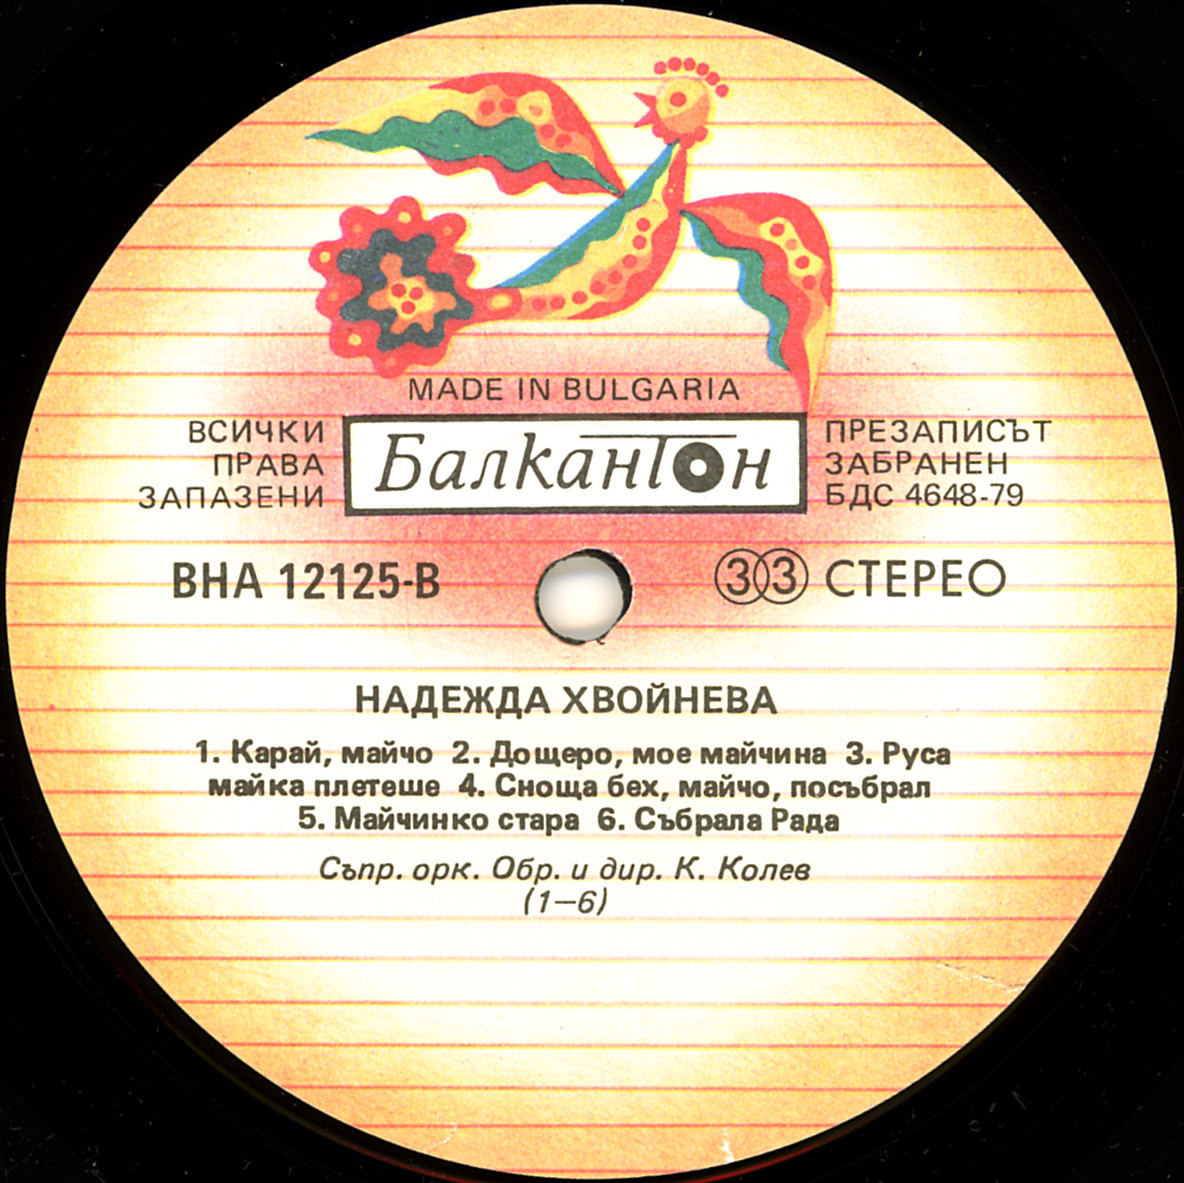 MADE IN BULGARIA
ВСИЧКИ
ПРАВА
ЗАПАЗЕНИ
Балкантон
ПРЕЗАПИСЪТ
ЗАБРАНЕН
БДС 4648-79
ВНА 12125-В
33 СТЕРЕО
НАДЕЖДА ХВОЙНЕВА
1. Карай, майчо 2. Дощеро, мое майчина 3. Руса
майка плетеше 4. Сноща бех, майчо, посъбрал
5. Майчинко стара 6. Събрала Рада
Съпр. орк. Обр. и дир. К. Колев
(1—6)